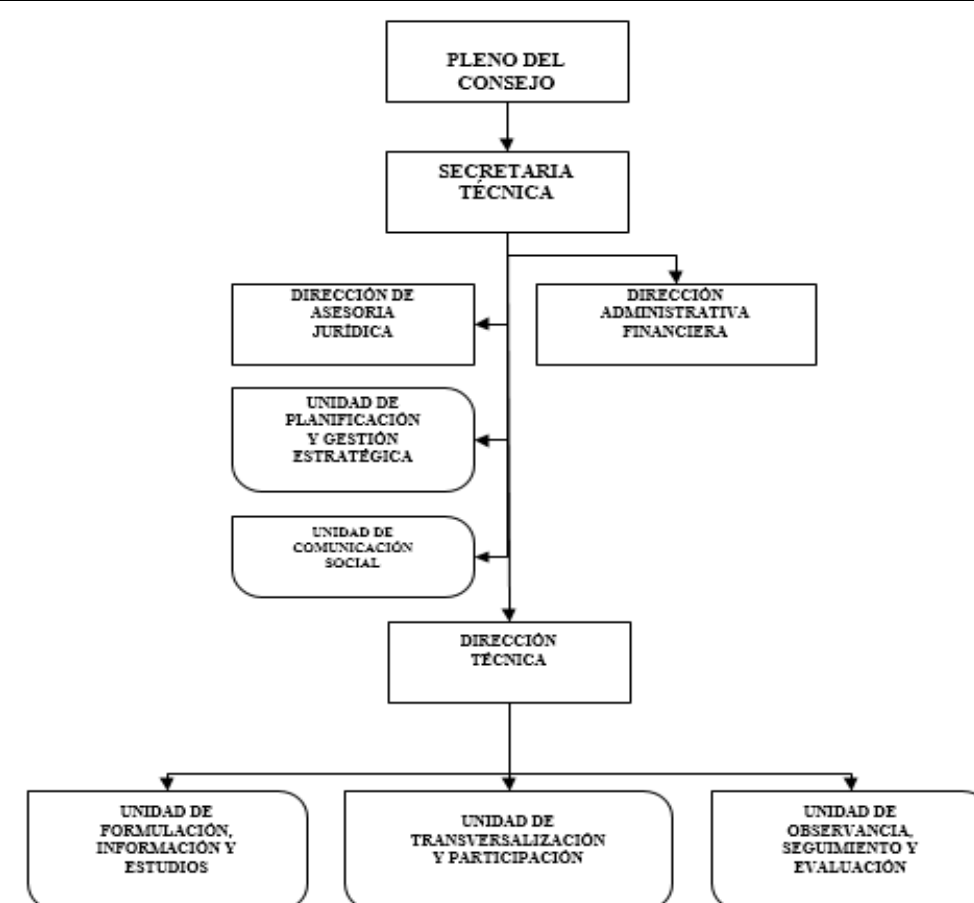 PLENO DEL
CONSEJO
SECRETARIA
TÉCNICA
DIRECCIÓN DE
ASESORIA
JURÍDICA
DIRECCIÓN
ADMINISTRATIVA
FINANCIERA
UNIDAD DE
PLANIFICACIÓN
Y GESTIÓN
ESTRATÉGICA
UNIDAD DE
COMUNICACIÓN
SOCIAL
DIRECCIÓN
TÉCNICA
UNIDAD DE
FORMULACIÓN,
INFORMACIÓN Y
ESTUDIOS
UNIDAD DE
TRANSVERSALIZACIÓN
Y PARTICIPACIÓN
UNIDAD DE
OBSERVANCIA,
SEGUIMIENTO Y
EVALUACIÓN